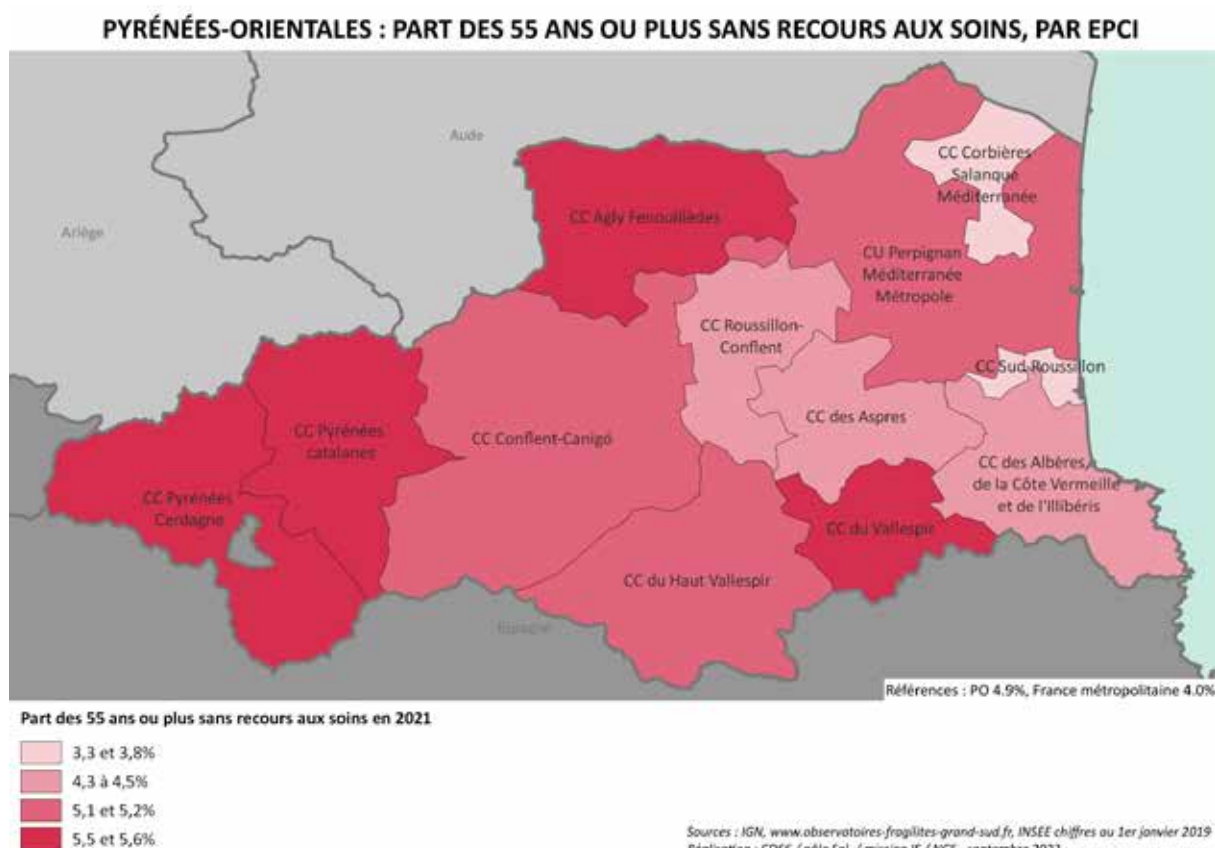 PYRÉNÉES-ORIENTALES : PART DES 55 ANS OU PLUS SANS RECOURS AUX SOINS, PAR EPCI
Aude
Ariège
CC Corbières
Salanque
Méditerranée
CC Agly Fenouillèdes
CU Perpignan
Méditerranée
Métropole
CC Roussillon-
Conflent
CC Sud-Roussillon
CC des Aspres
CC Pyrénées
catalanes
CC Conflent-Canigó
CC des Albères,
de la Côte Vermeille
et de l'Illibéris
CC Pyrénées
Cerdagne
CC du Vallespir
CC du Haut Vallespir
Espagne
Références : PO 4.9%, France métropolitaine 4.0%
Part des 55 ans ou plus sans recours aux soins en 2021
3,3 et 3,8%
4,3 à 4,5%
5,1 et 5,2%
5,5 et 5,6%
Sources : IGN, www.observatoires-fragilites-grand-sud.fr, INSEE chiffres au 1er janvier 2019